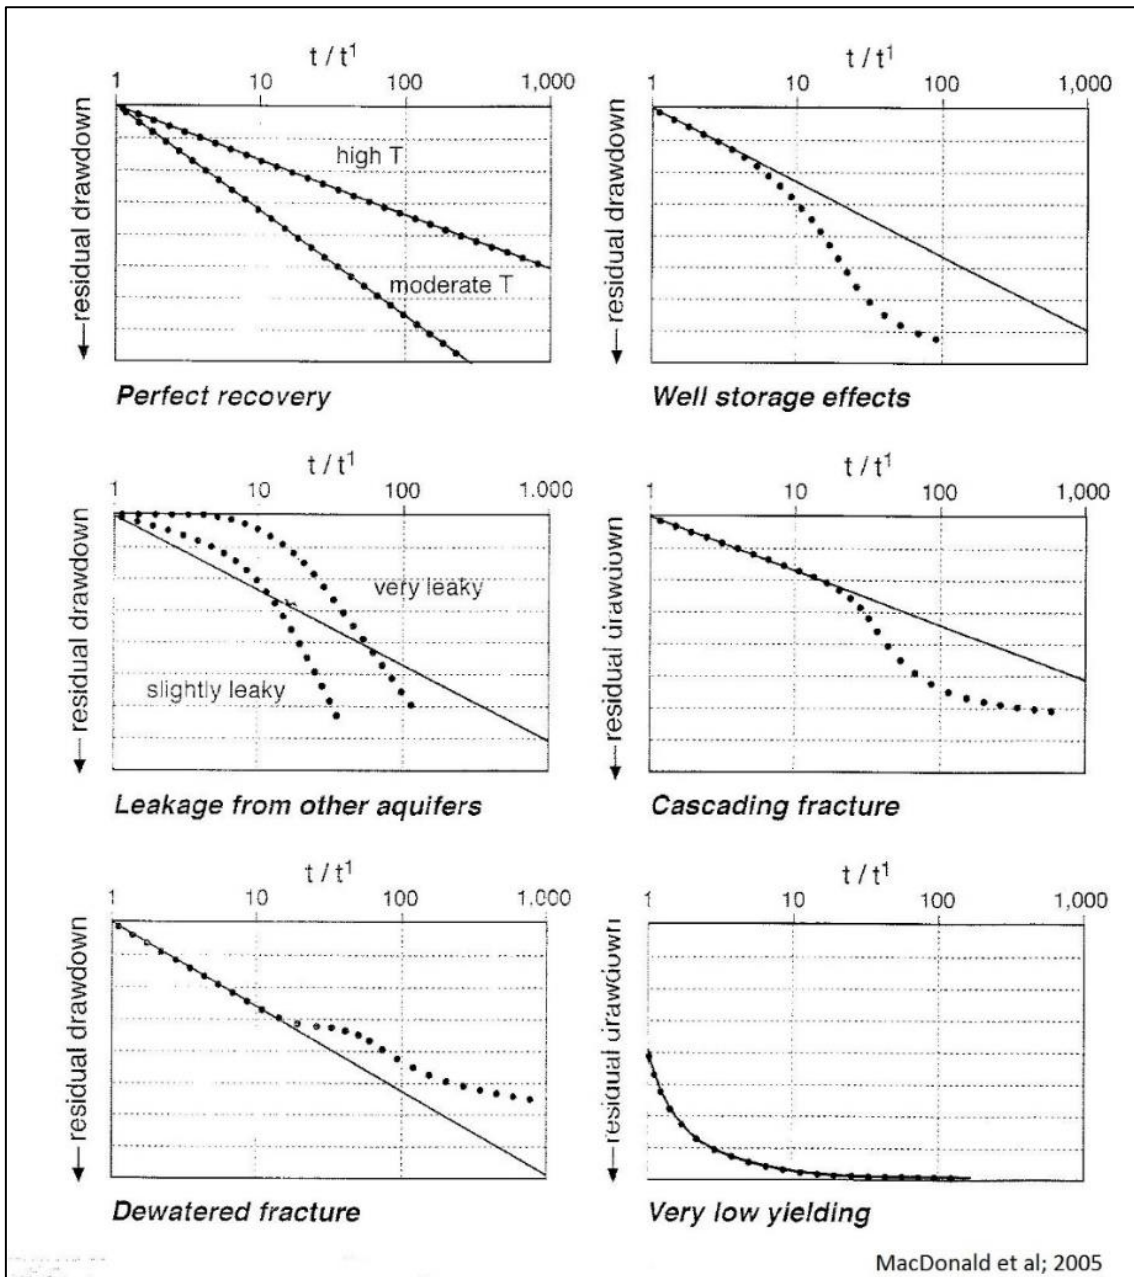 t / t¹
1 10 100 1,000
residual drawdown
high T
moderate T
Perfect recovery
t / t¹
1 10 100 1,000
residual drawdown
Well storage effects
t / t¹
1 10 100 1.000
residual drawdown
very leaky
slightly leaky
Leakage from other aquifers
t / t¹
1 10 100 1,000
residual drawdown
Cascading fracture
t / t¹
1 10 100 1.000
residual drawdown
Dewatered fracture
t / t¹
1 10 100 1,000
residual drawdown
Very low yielding
MacDonald et al; 2005